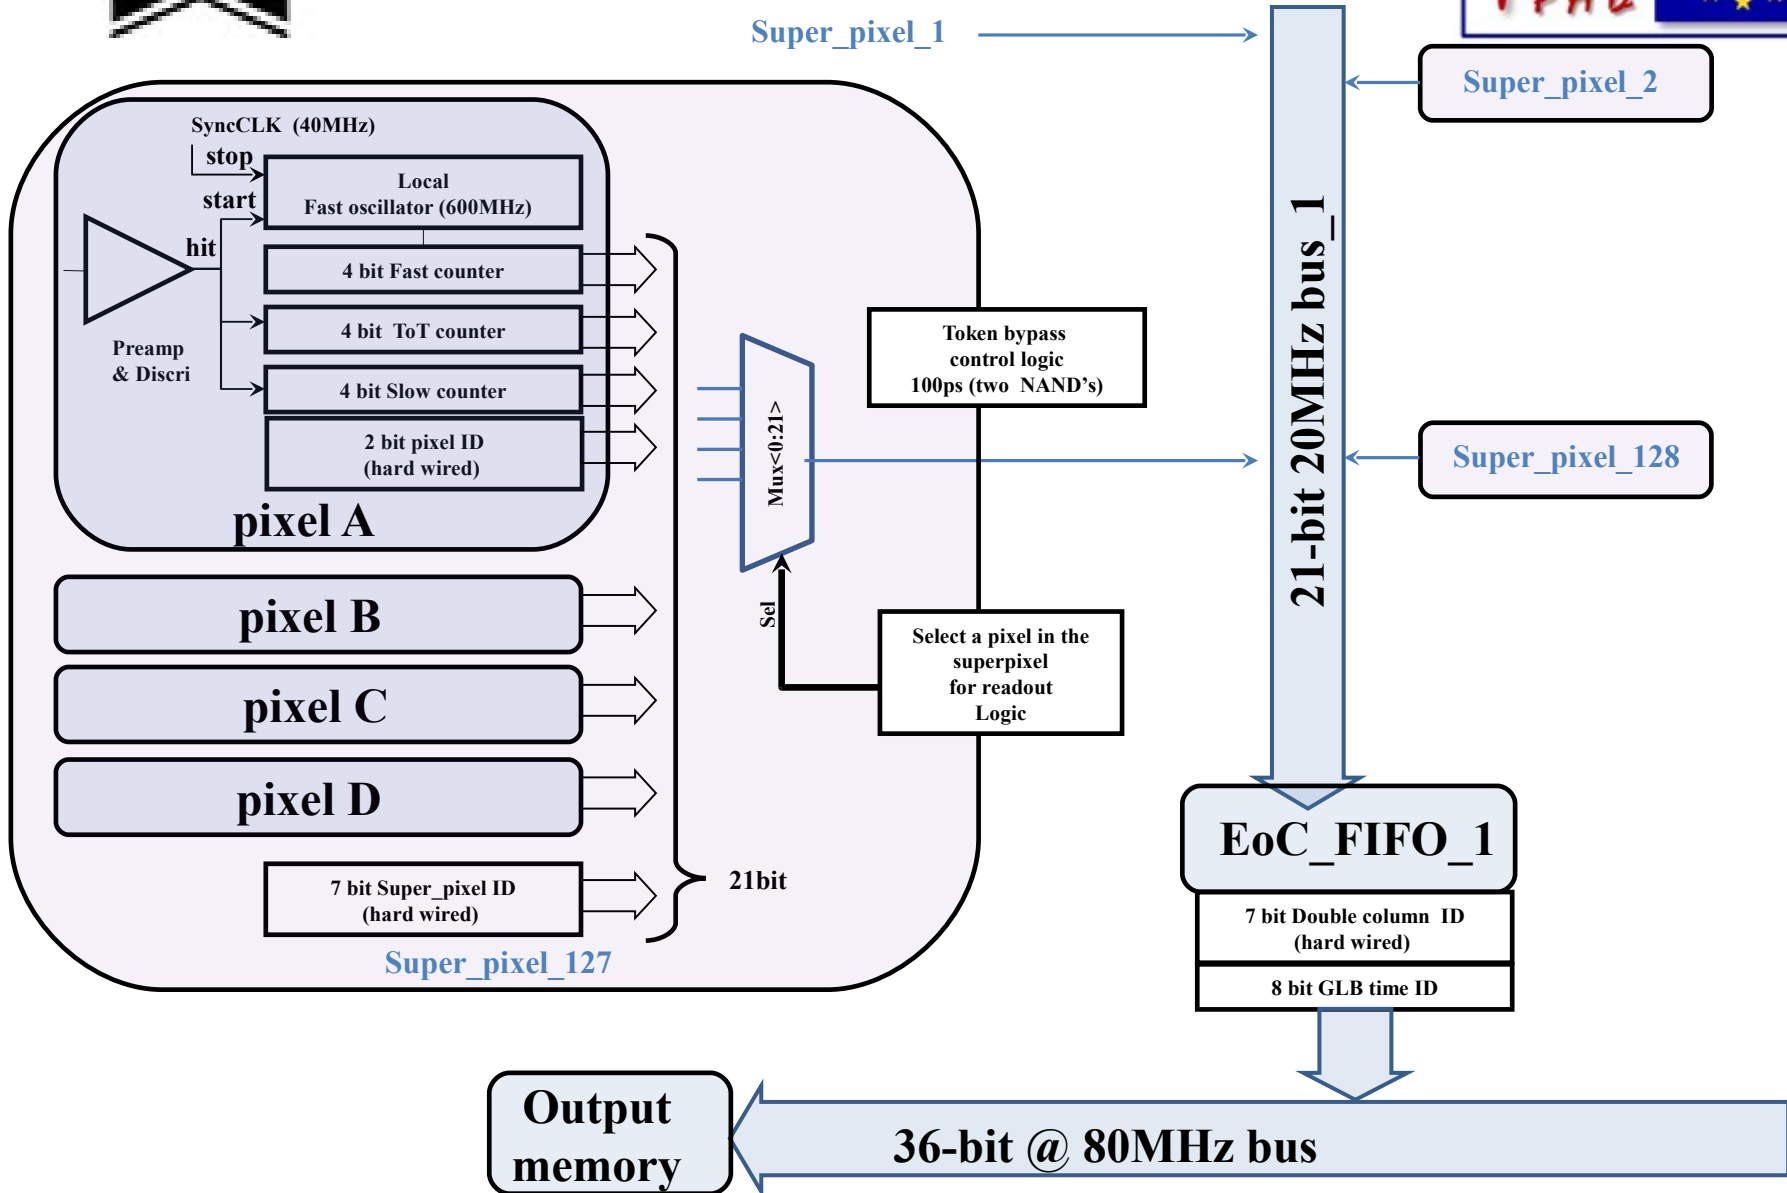 Super_pixel_1
Super_pixel_2
SyncCLK (40MHz)
stop
Local
Fast oscillator (600MHz)
start
hit
4 bit Fast counter
4 bit ToT counter
Preamp
& Discri
4 bit Slow counter
2 bit pixel ID
(hard wired)
pixel A
pixel B
pixel C
pixel D
7 bit Super_pixel ID
(hard wired)
21bit
Super_pixel_127
Mux<0:21>
Sel
Token bypass
control logic
100ps (two NAND's)
Select a pixel in the
superpixel
for readout
Logic
21-bit 20MHz bus_1
Super_pixel_128
EoC_FIFO_1
7 bit Double column ID
(hard wired)
8 bit GLB time ID
Output
memory
36-bit @ 80MHz bus